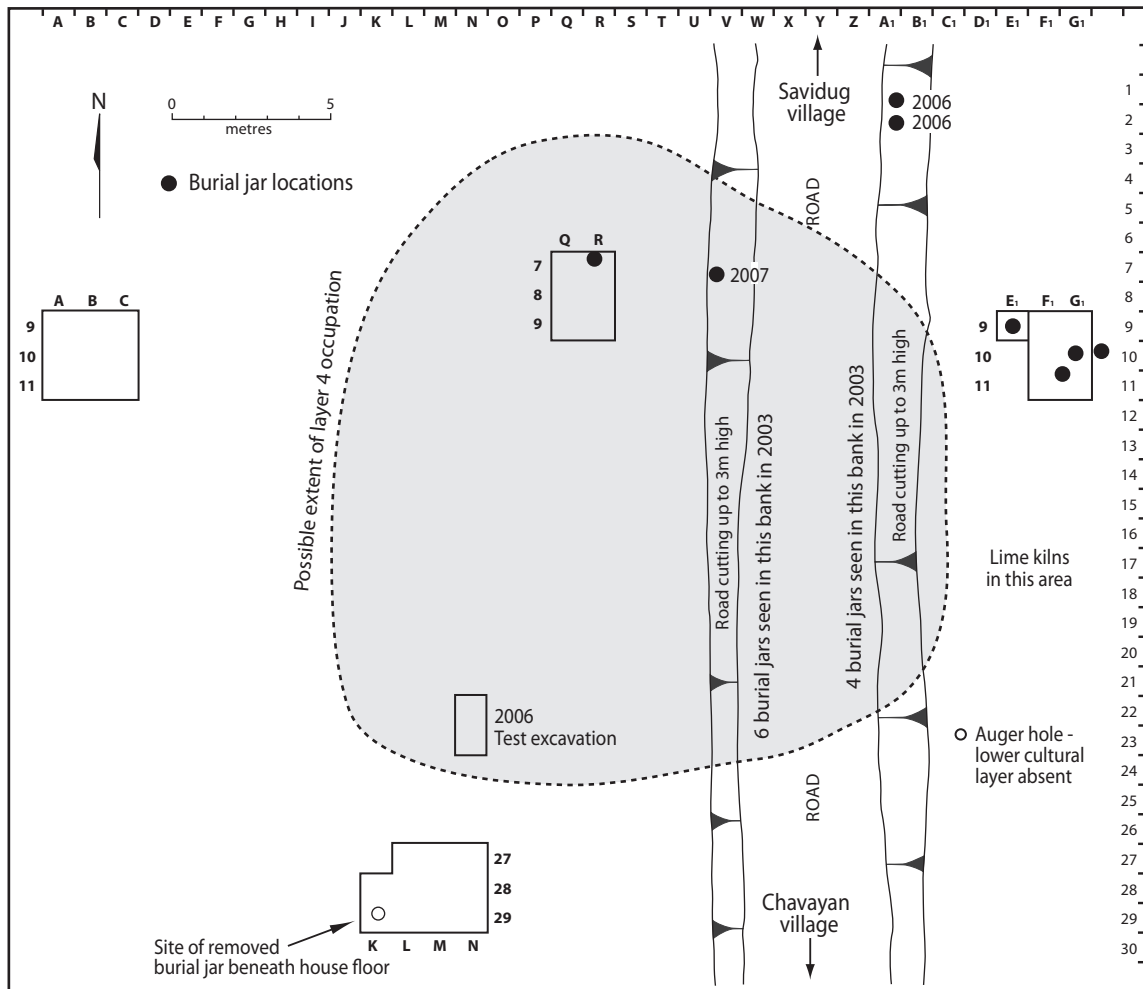 A B C D E F G H I J K L M N O P Q R S T U V W X Y Z A1 B1 C1 D1 E1 F1 G1
N
0 5
metres
Burial jar locations
Savidug
village
2006
2006
ROAD
1
2
3
4
5
6
7
8
9
10
11
12
13
14
15
16
17
18
19
20
21
22
23
24
25
26
27
28
29
30
Possible extent of layer 4 occupation
Q R
7
8
9
2007
A B C
9
10
11
E1 F1 G1
9
10
11
Road cutting up to 3m high
6 burial jars seen in this bank in 2003
4 burial jars seen in this bank in 2003
Road cutting up to 3m high
Lime kilns
in this area
2006
Test excavation
Auger hole -
lower cultural
layer absent
ROAD
27
28
29
K L M N
Site of removed
burial jar beneath house floor
Chavayan
village